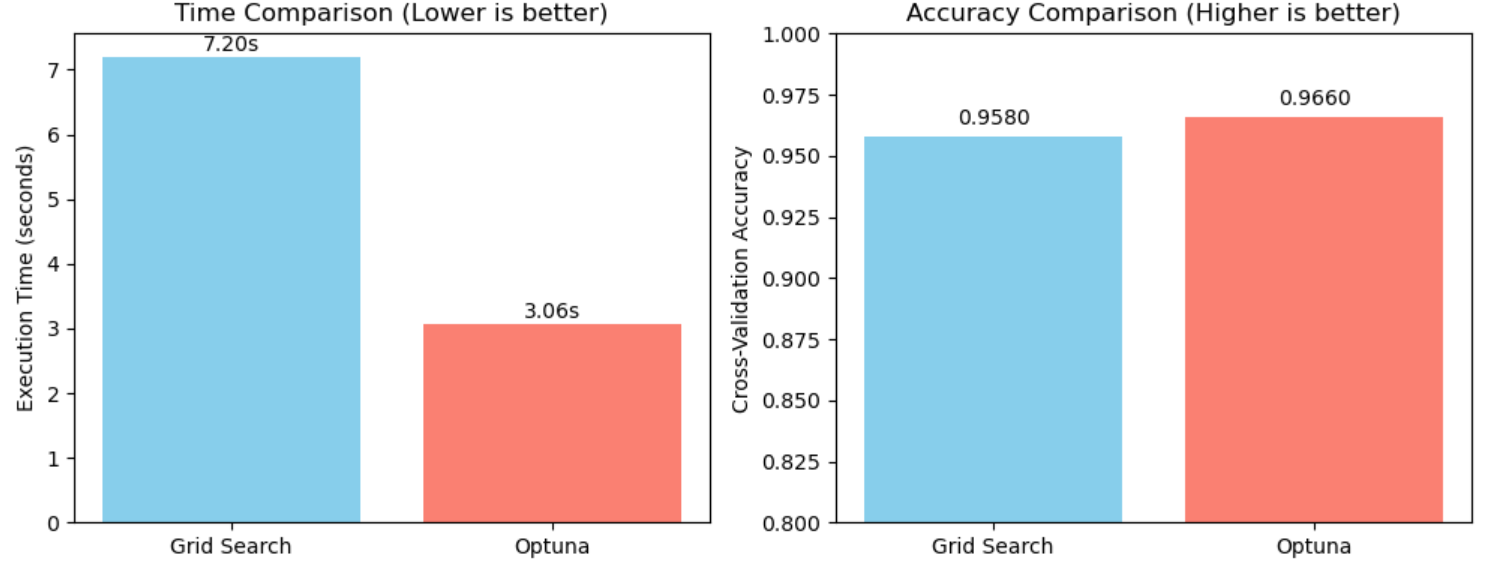 Time Comparison (Lower is better)
Execution Time (seconds)
7
6
5
4
3
2
1
0
7.20s
3.06s
Grid Search
Optuna
Accuracy Comparison (Higher is better)
Cross-Validation Accuracy
1.000
0.975
0.950
0.925
0.900
0.875
0.850
0.825
0.800
0.9580
0.9660
Grid Search
Optuna